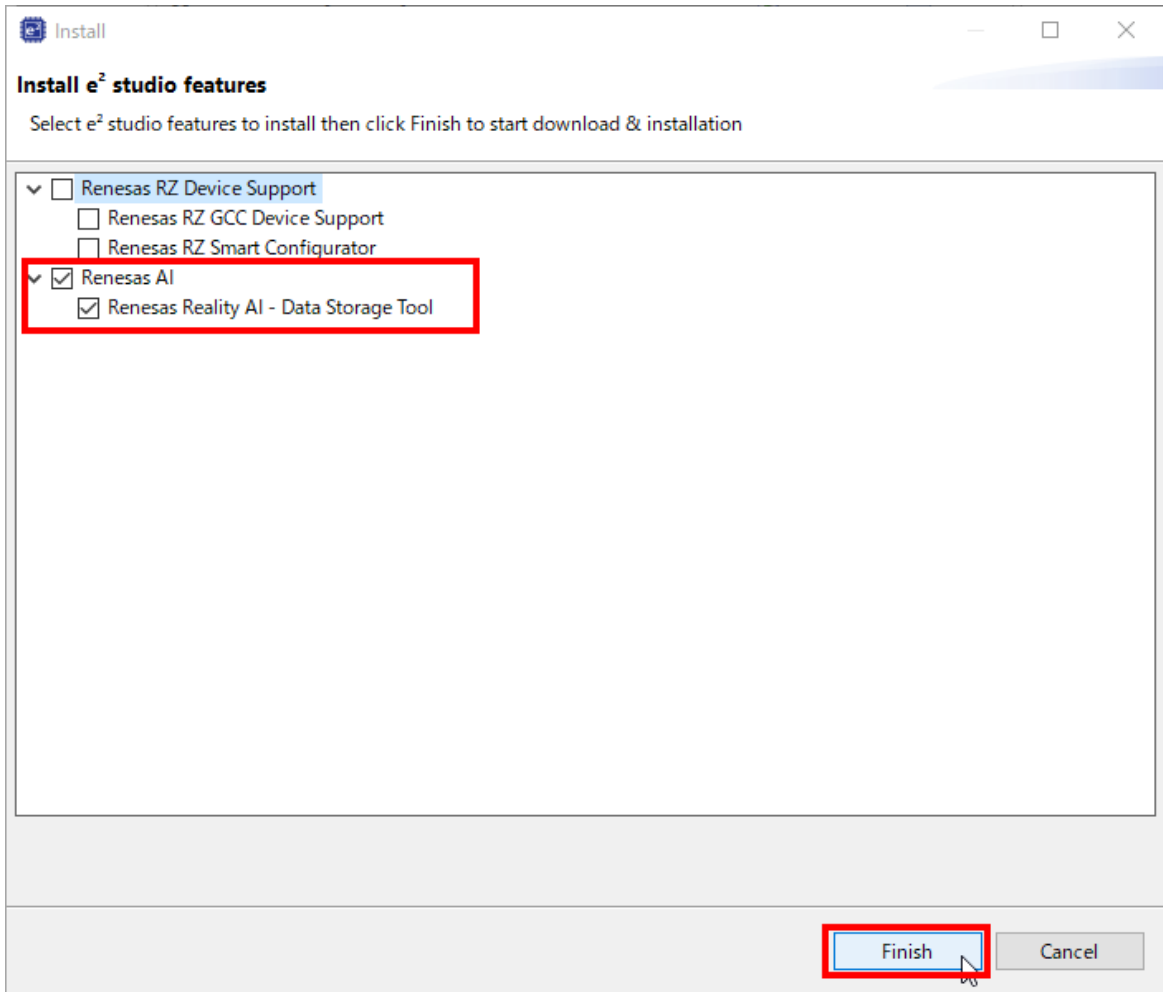 Install
Install e² studio features
Select e² studio features to install then click Finish to start download & installation
Renesas RZ Device Support
Renesas RZ GCC Device Support
Renesas RZ Smart Configurator
Renesas AI
Renesas Reality AI - Data Storage Tool
Finish Cancel